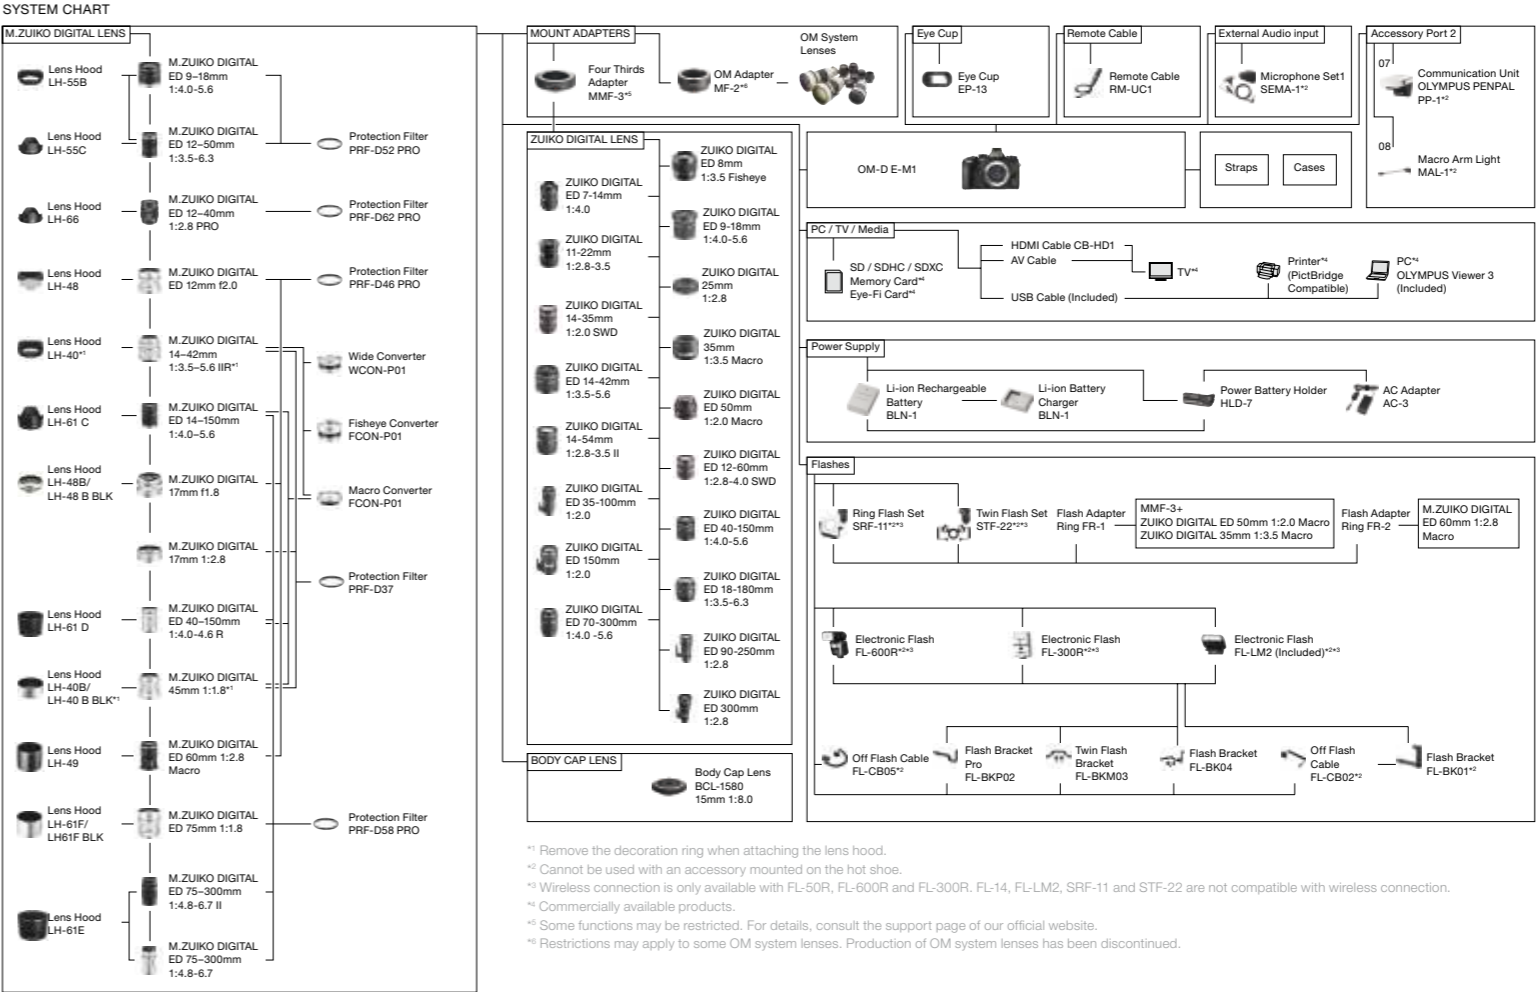 SYSTEM CHART
M.ZUIKO DIGITAL LENS
Lens Hood
LH-55B
M.ZUIKO DIGITAL
ED 9–18mm
1:4.0-5.6
Lens Hood
LH-55C
M.ZUIKO DIGITAL
ED 12–50mm
1:3.5-6.3
Protection Filter
PRF-D52 PRO
Lens Hood
LH-66
M.ZUIKO DIGITAL
ED 12–40mm
1:2.8 PRO
Protection Filter
PRF-D62 PRO
Lens Hood
LH-48
M.ZUIKO DIGITAL
ED 12mm f2.0
Protection Filter
PRF-D46 PRO
Lens Hood
LH-40*1
M.ZUIKO DIGITAL
14–42mm
1:3.5–5.6 IIR*1
Wide Converter
WCON-P01
Lens Hood
LH-61 C
M.ZUIKO DIGITAL
ED 14–150mm
1:4.0–5.6
Fisheye Converter
FCON-P01
Lens Hood
LH-48B/
LH-48 B BLK
M.ZUIKO DIGITAL
17mm f1.8
Macro Converter
FCON-P01
M.ZUIKO DIGITAL
17mm 1:2.8
Protection Filter
PRF-D37
Lens Hood
LH-61 D
M.ZUIKO DIGITAL
ED 40–150mm
1:4.0-4.6 R
Lens Hood
LH-40B/
LH-40 B BLK*1
M.ZUIKO DIGITAL
45mm 1:1.8*1
Lens Hood
LH-49
M.ZUIKO DIGITAL
ED 60mm 1:2.8
Macro
Lens Hood
LH-61F/
LH61F BLK
M.ZUIKO DIGITAL
ED 75mm 1:1.8
Protection Filter
PRF-D58 PRO
Lens Hood
LH-61E
M.ZUIKO DIGITAL
ED 75–300mm
1:4.8-6.7 II
M.ZUIKO DIGITAL
ED 75–300mm
1:4.8-6.7
MOUNT ADAPTERS
Four Thirds
Adapter
MMF-3*5
OM Adapter
MF-2*6
OM System
Lenses
ZUIKO DIGITAL LENS
ZUIKO DIGITAL
ED 7-14mm
1:4.0
ZUIKO DIGITAL
11-22mm
1:2.8-3.5
ZUIKO DIGITAL
14-35mm
1:2.0 SWD
ZUIKO DIGITAL
ED 14-42mm
1:3.5-5.6
ZUIKO DIGITAL
14-54mm
1:2.8-3.5 II
ZUIKO DIGITAL
ED 35-100mm
1:2.0
ZUIKO DIGITAL
ED 150mm
1:2.0
ZUIKO DIGITAL
ED 70-300mm
1:4.0 -5.6
ZUIKO DIGITAL
ED 8mm
1:3.5 Fisheye
ZUIKO DIGITAL
ED 9-18mm
1:4.0-5.6
ZUIKO DIGITAL
25mm
1:2.8
ZUIKO DIGITAL
35mm
1:3.5 Macro
ZUIKO DIGITAL
ED 50mm
1:2.0 Macro
ZUIKO DIGITAL
ED 12-60mm
1:2.8-4.0 SWD
ZUIKO DIGITAL
ED 40-150mm
1:4.0-5.6
ZUIKO DIGITAL
ED 18-180mm
1:3.5-6.3
ZUIKO DIGITAL
ED 90-250mm
1:2.8
ZUIKO DIGITAL
ED 300mm
1:2.8
BODY CAP LENS
Body Cap Lens
BCL-1580
15mm 1:8.0
Eye Cup
Eye Cup
EP-13
Remote Cable
Remote Cable
RM-UC1
External Audio input
Microphone Set1
SEMA-1*2
Accessory Port 2
07
Communication Unit
OLYMPUS PENPAL
PP-1*2
08
Macro Arm Light
MAL-1*2
OM-D E-M1
Straps
Cases
PC / TV / Media
SD / SDHC / SDXC
Memory Card*4
Eye-Fi Card*4
HDMI Cable CB-HD1
AV Cable
USB Cable (Included)
TV*4
Printer*4
(PictBridge
Compatible)
PC*4
OLYMPUS Viewer 3
(Included)
Power Supply
Li-ion Rechargeable
Battery
BLN-1
Li-ion Battery
Charger
BLN-1
Power Battery Holder
HLD-7
AC Adapter
AC-3
Flashes
Ring Flash Set
SRF-11*2*3
Twin Flash Set
STF-22*2*3
Flash Adapter
Ring FR-1
MMF-3+
ZUIKO DIGITAL ED 50mm 1:2.0 Macro
ZUIKO DIGITAL 35mm 1:3.5 Macro
Flash Adapter
Ring FR-2
M.ZUIKO DIGITAL
ED 60mm 1:2.8
Macro
Electronic Flash
FL-600R*2*3
Electronic Flash
FL-300R*2*3
Electronic Flash
FL-LM2 (Included)*2*3
Off Flash Cable
FL-CB05*2
Flash Bracket
Pro
FL-BKP02
Twin Flash
Bracket
FL-BKM03
Flash Bracket
FL-BK04
Off Flash
Cable
FL-CB02*2
Flash Bracket
FL-BK01*2
*1 Remove the decoration ring when attaching the lens hood.
*2 Cannot be used with an accessory mounted on the hot shoe.
*3 Wireless connection is only available with FL-50R, FL-600R and FL-300R. FL-14, FL-LM2, SRF-11 and STF-22 are not compatible with wireless connection.
*4 Commercially available products.
*5 Some functions may be restricted. For details, consult the support page of our official website.
*6 Restrictions may apply to some OM system lenses. Production of OM system lenses has been discontinued.